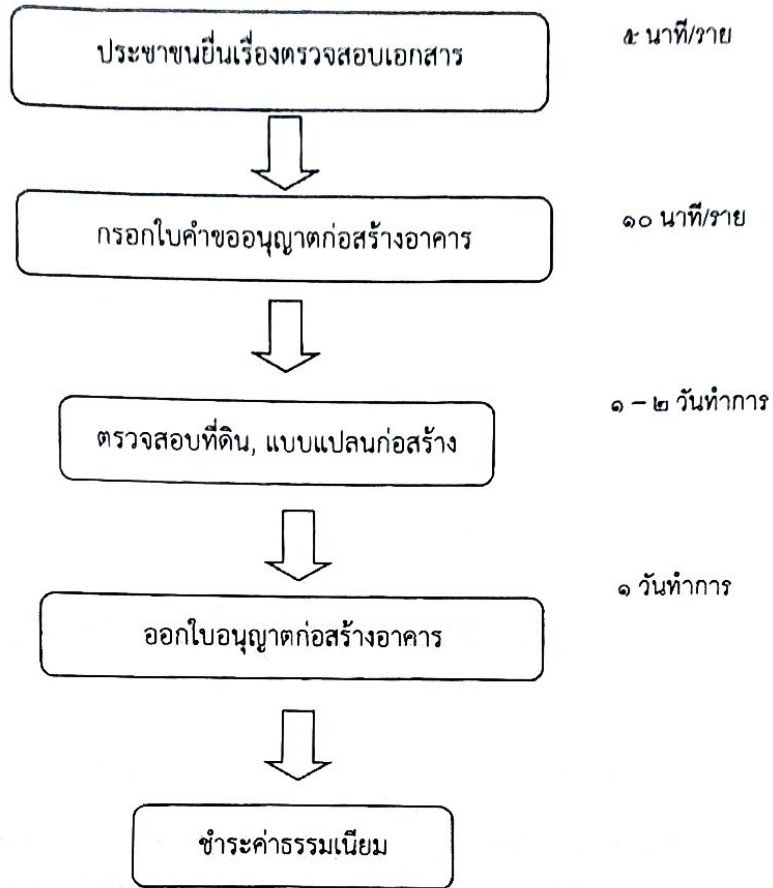 ประชาชนยื่นเรื่องตรวจสอบเอกสาร
๕ นาที/ราย
กรอกใบคำขออนุญาตก่อสร้างอาคาร
๑๐ นาที/ราย
ตรวจสอบที่ดิน, แบบแปลนก่อสร้าง
๑ – ๒ วันทำการ
ออกใบอนุญาตก่อสร้างอาคาร
๑ วันทำการ
ชำระค่าธรรมเนียม